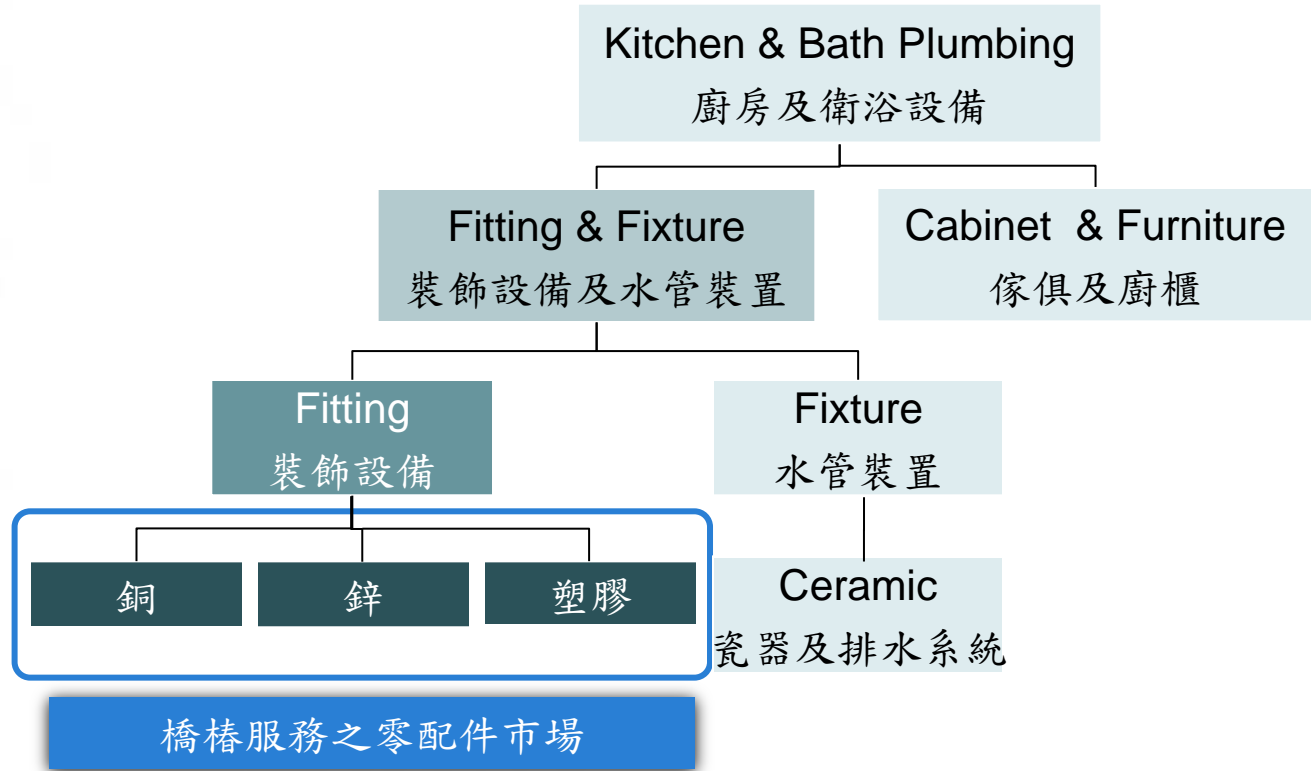 Kitchen & Bath Plumbing
廚房及衛浴設備
Fitting & Fixture
裝飾設備及水管裝置
Cabinet & Furniture
傢俱及廚櫃
Fitting
裝飾設備
Fixture
水管裝置
銅
鋅
塑膠
Ceramic
瓷器及排水系統
橋椿服務之零配件市場